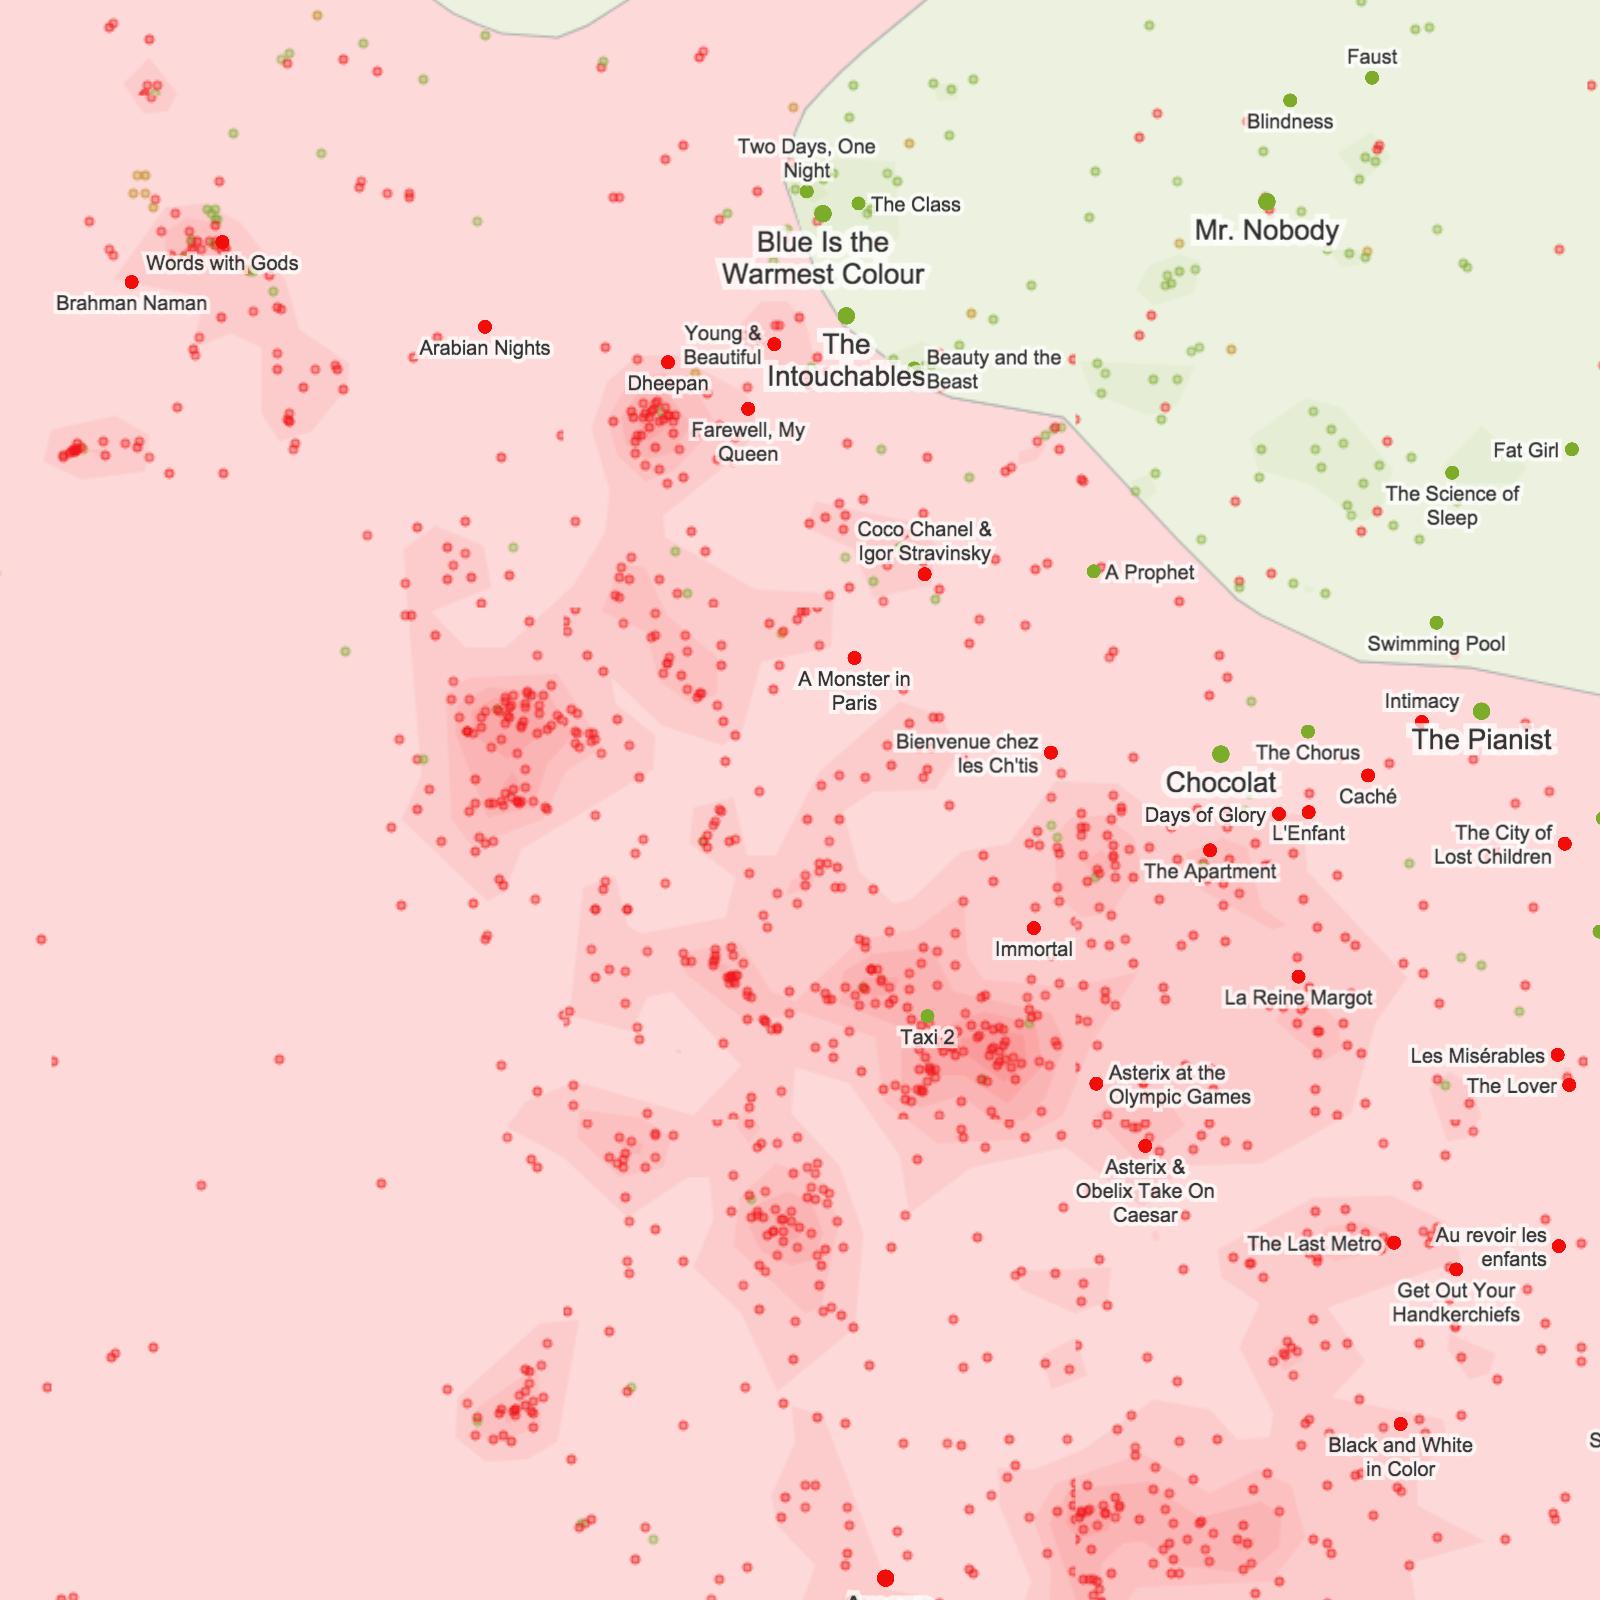 Faust
Blindness
Two Days, One
Night
The Class
Mr. Nobody
Blue Is the
Warmest Colour
Words with Gods
Brahman Naman
Arabian Nights
Young &
Beautiful
The
Intouchables
Beauty and the
Beast
Dheepan
Farewell, My
Queen
Fat Girl
The Science of
Sleep
Coco Chanel &
Igor Stravinsky
A Prophet
Swimming Pool
A Monster in
Paris
Intimacy
The Pianist
Bienvenue chez
les Ch'tis
The Chorus
Chocolat
Caché
Days of Glory
L'Enfant
The City of
Lost Children
The Apartment
Immortal
La Reine Margot
Taxi 2
Les Misérables
Asterix at the
Olympic Games
The Lover
Asterix &
Obelix Take On
Caesar
The Last Metro
Au revoir les
enfants
Get Out Your
Handkerchiefs
Black and White
in Color